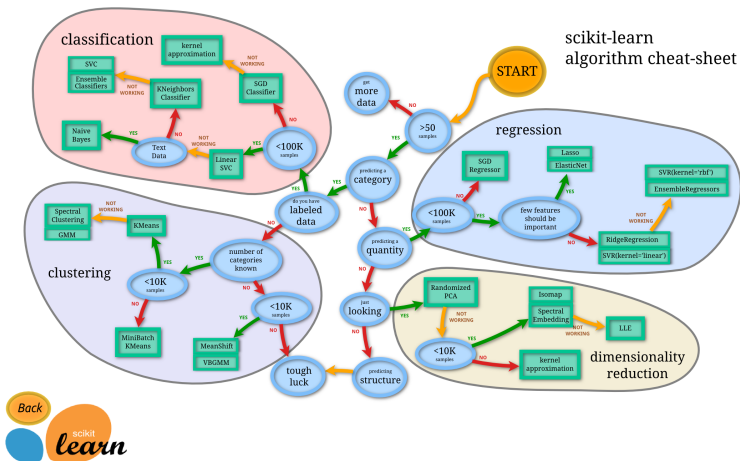 scikit-learn
algorithm cheat-sheet
classification
kernel
approximation
NOT
WORKING
START
get
more
data
NO
>50
samples
YES
SVC
Ensemble
Classifiers
NOT
WORKING
KNeighbors
Classifier
SGD
Classifier
NO
NO
Naive
Bayes
YES
Text
Data
NOT
WORKING
Linear
SVC
YES
<100K
samples
YES
predicting a
category
YES
NO
do you have
labeled
data
NO
regression
SGD
Regressor
NO
Lasso
ElasticNet
YES
SVR(kernel='rbf')
EnsembleRegressors
NOT
WORKING
<100K
samples
YES
few features
should be
important
NO
RidgeRegression
SVR(kernel='linear')
predicting a
quantity
YES
NO
clustering
Spectral
Clustering
GMM
NOT
WORKING
KMeans
YES
<10K
samples
YES
number of
categories
known
NO
NO
MiniBatch
KMeans
<10K
samples
YES
NO
MeanShift
VBGMM
just
looking
YES
NO
Randomized
PCA
NOT
WORKING
Isomap
Spectral
Embedding
NOT
WORKING
LLE
YES
<10K
samples
NO
kernel
approximation
dimensionality
reduction
tough
luck
predicting
structure
Back
scikit
learn